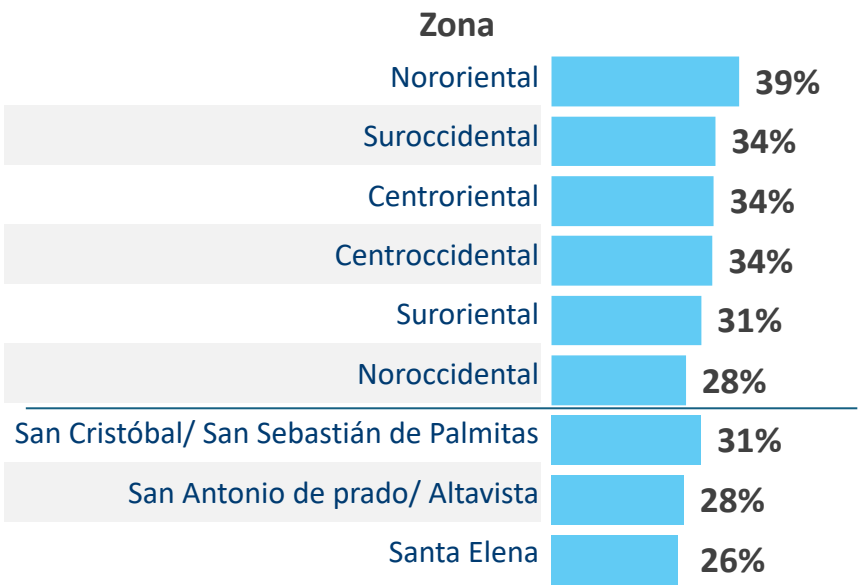 Zona
Nororiental 39%
Suroccidental 34%
Centroriental 34%
Centroccidental 34%
Suroriental 31%
Noroccidental 28%
San Cristóbal/ San Sebastián de Palmitas 31%
San Antonio de prado/ Altavista 28%
Santa Elena 26%